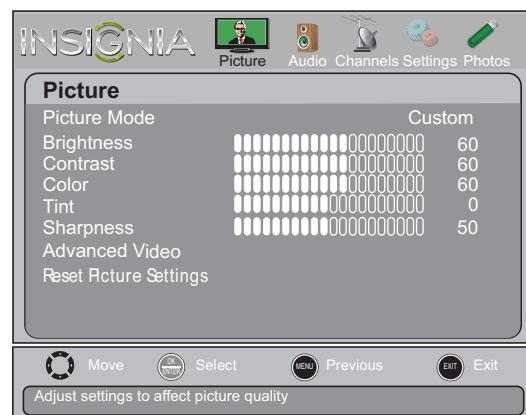 INSIGNIA
Picture Audio Channels Settings Photos
Picture
Picture Mode Custom
Brightness 60
Contrast 60
Color 60
Tint 0
Sharpness 50
Advanced Video
Reset Picture Settings
Move OK ENTER Select MENU Previous EXIT Exit
Adjust settings to affect picture quality